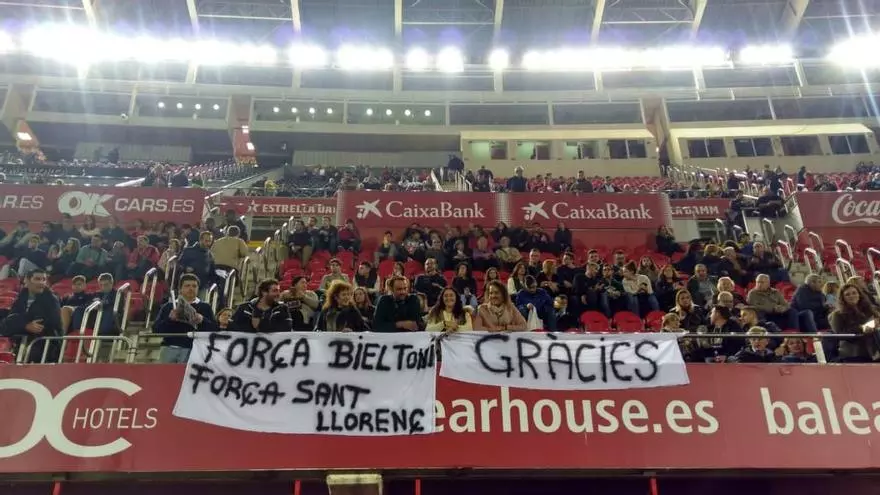 OK CARS.ES
ESTRELLA
CaixaBank
CaixaBank
Coca
FORÇA BIELTONI
FORÇA SANT
LLORENÇ
GRÀCIES
OC HOTELS
earhouse.es
balea